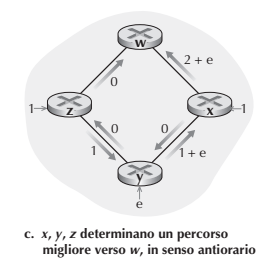 w
2 + e
0
1
z
x
1
0
0
1
1 + e
y
e
c. x, y, z determinano un percorso
migliore verso w, in senso antiorario